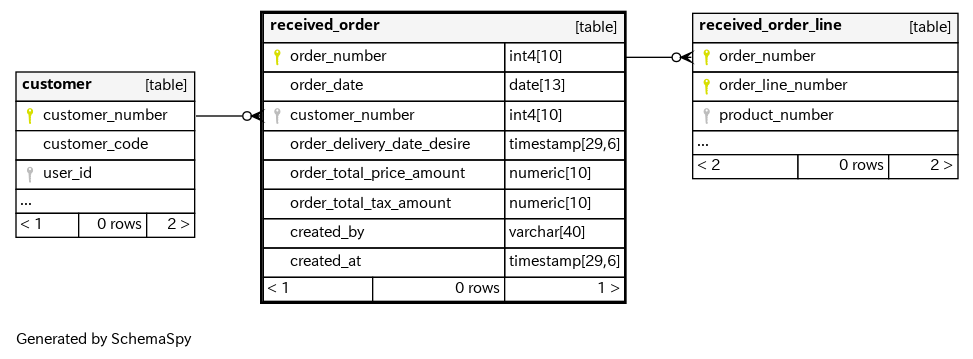 customer [table]
customer_number
customer_code
user_id
...
< 1 0 rows 2 >
received_order [table]
order_number int4[10]
order_date date[13]
customer_number int4[10]
order_delivery_date_desire timestamp[29,6]
order_total_price_amount numeric[10]
order_total_tax_amount numeric[10]
created_by varchar[40]
created_at timestamp[29,6]
< 1 0 rows 1 >
received_order_line [table]
order_number
order_line_number
product_number
...
< 2 0 rows 2 >
Generated by SchemaSpy